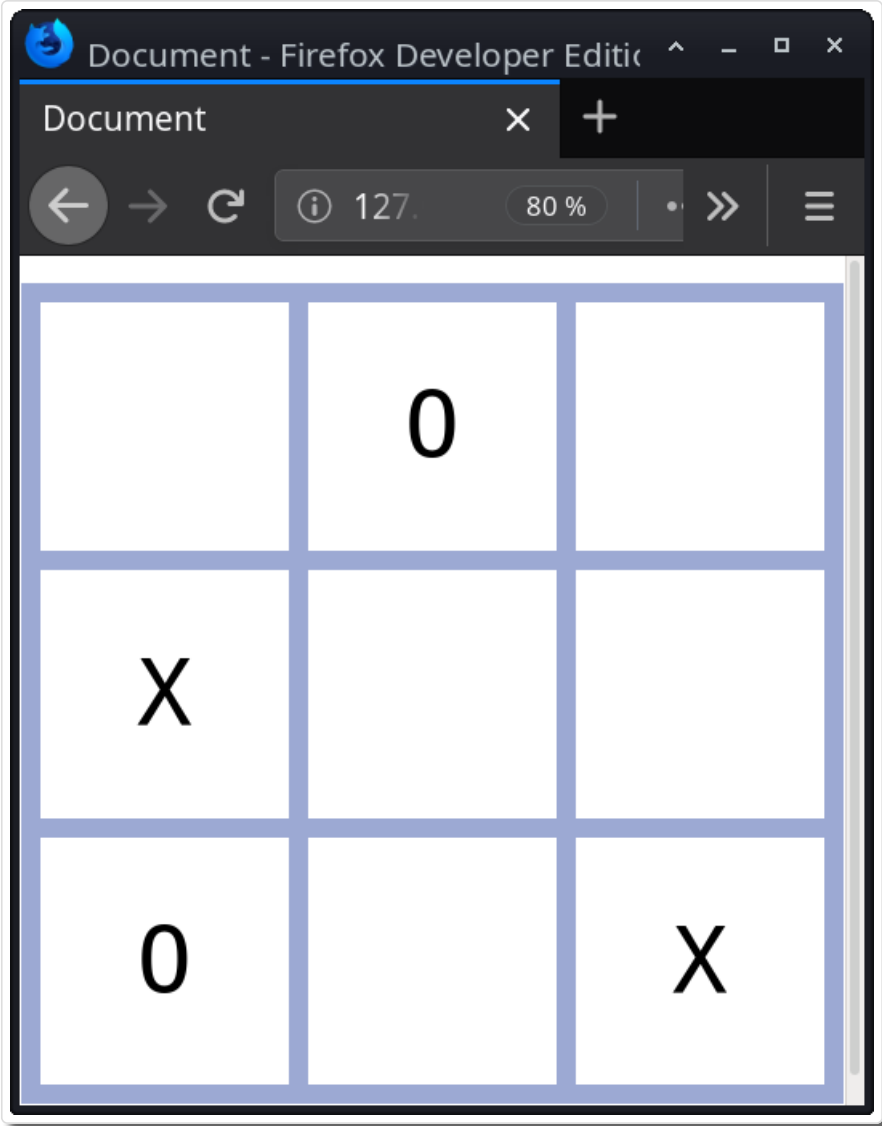 Document - Firefox Developer Editic
Document
127.
80 %
0
X
0
X